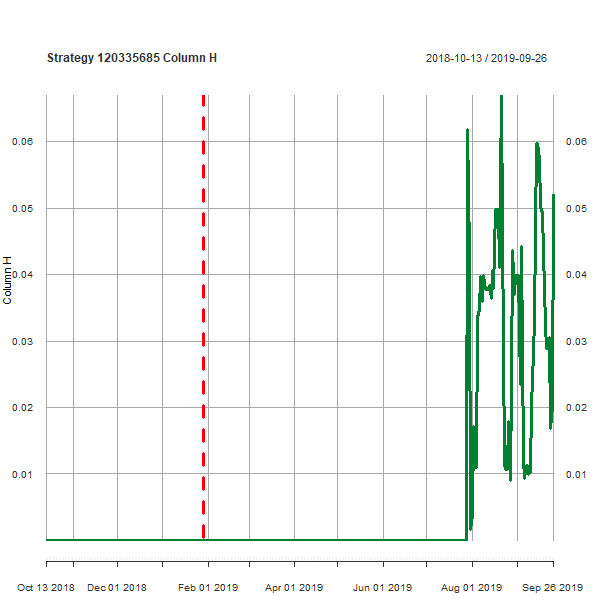 Strategy 120335685 Column H 2018-10-13 / 2019-09-26
0.06 0.06
0.05 0.05
0.04 0.04
Column H
0.03 0.03
0.02 0.02
0.01 0.01
Oct 13 2018 Dec 01 2018 Feb 01 2019 Apr 01 2019 Jun 01 2019 Aug 01 2019 Sep 26 2019